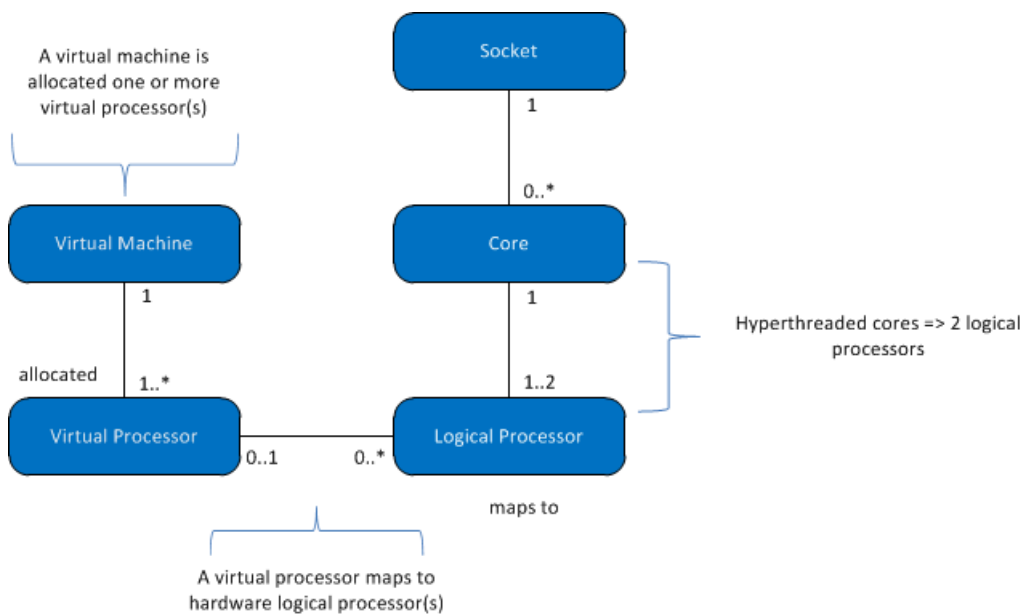 A virtual machine is
allocated one or more
virtual processor(s)
Socket
1
0..*
Virtual Machine
Core
1
1
Hyperthreaded cores => 2 logical
processors
allocated
1..*
1..2
Virtual Processor
Logical Processor
0..1
0..*
maps to
A virtual processor maps to
hardware logical processor(s)